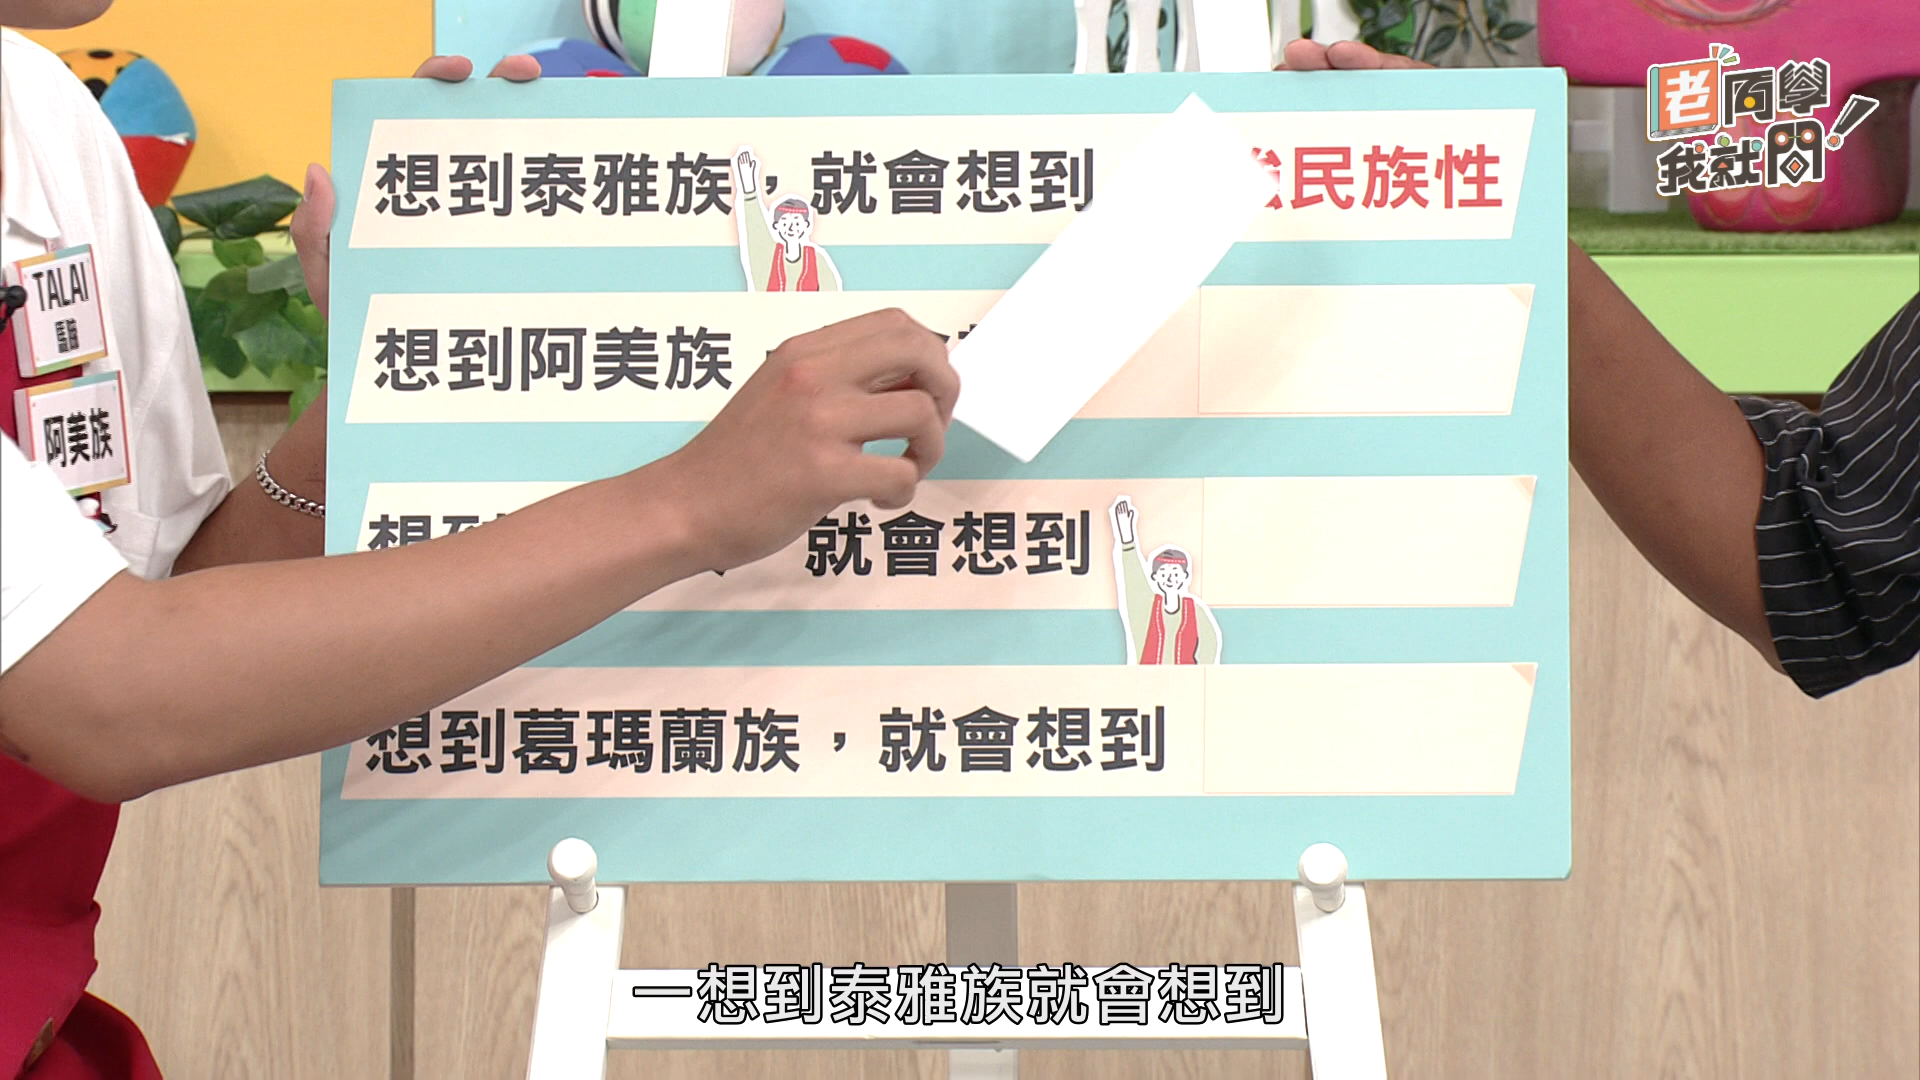 老同學
我就問!
想到泰雅族，就會想到 民族性
TALAI
想到阿美族
阿美族
就會想到
想到葛瑪蘭族，就會想到
一想到泰雅族就會想到